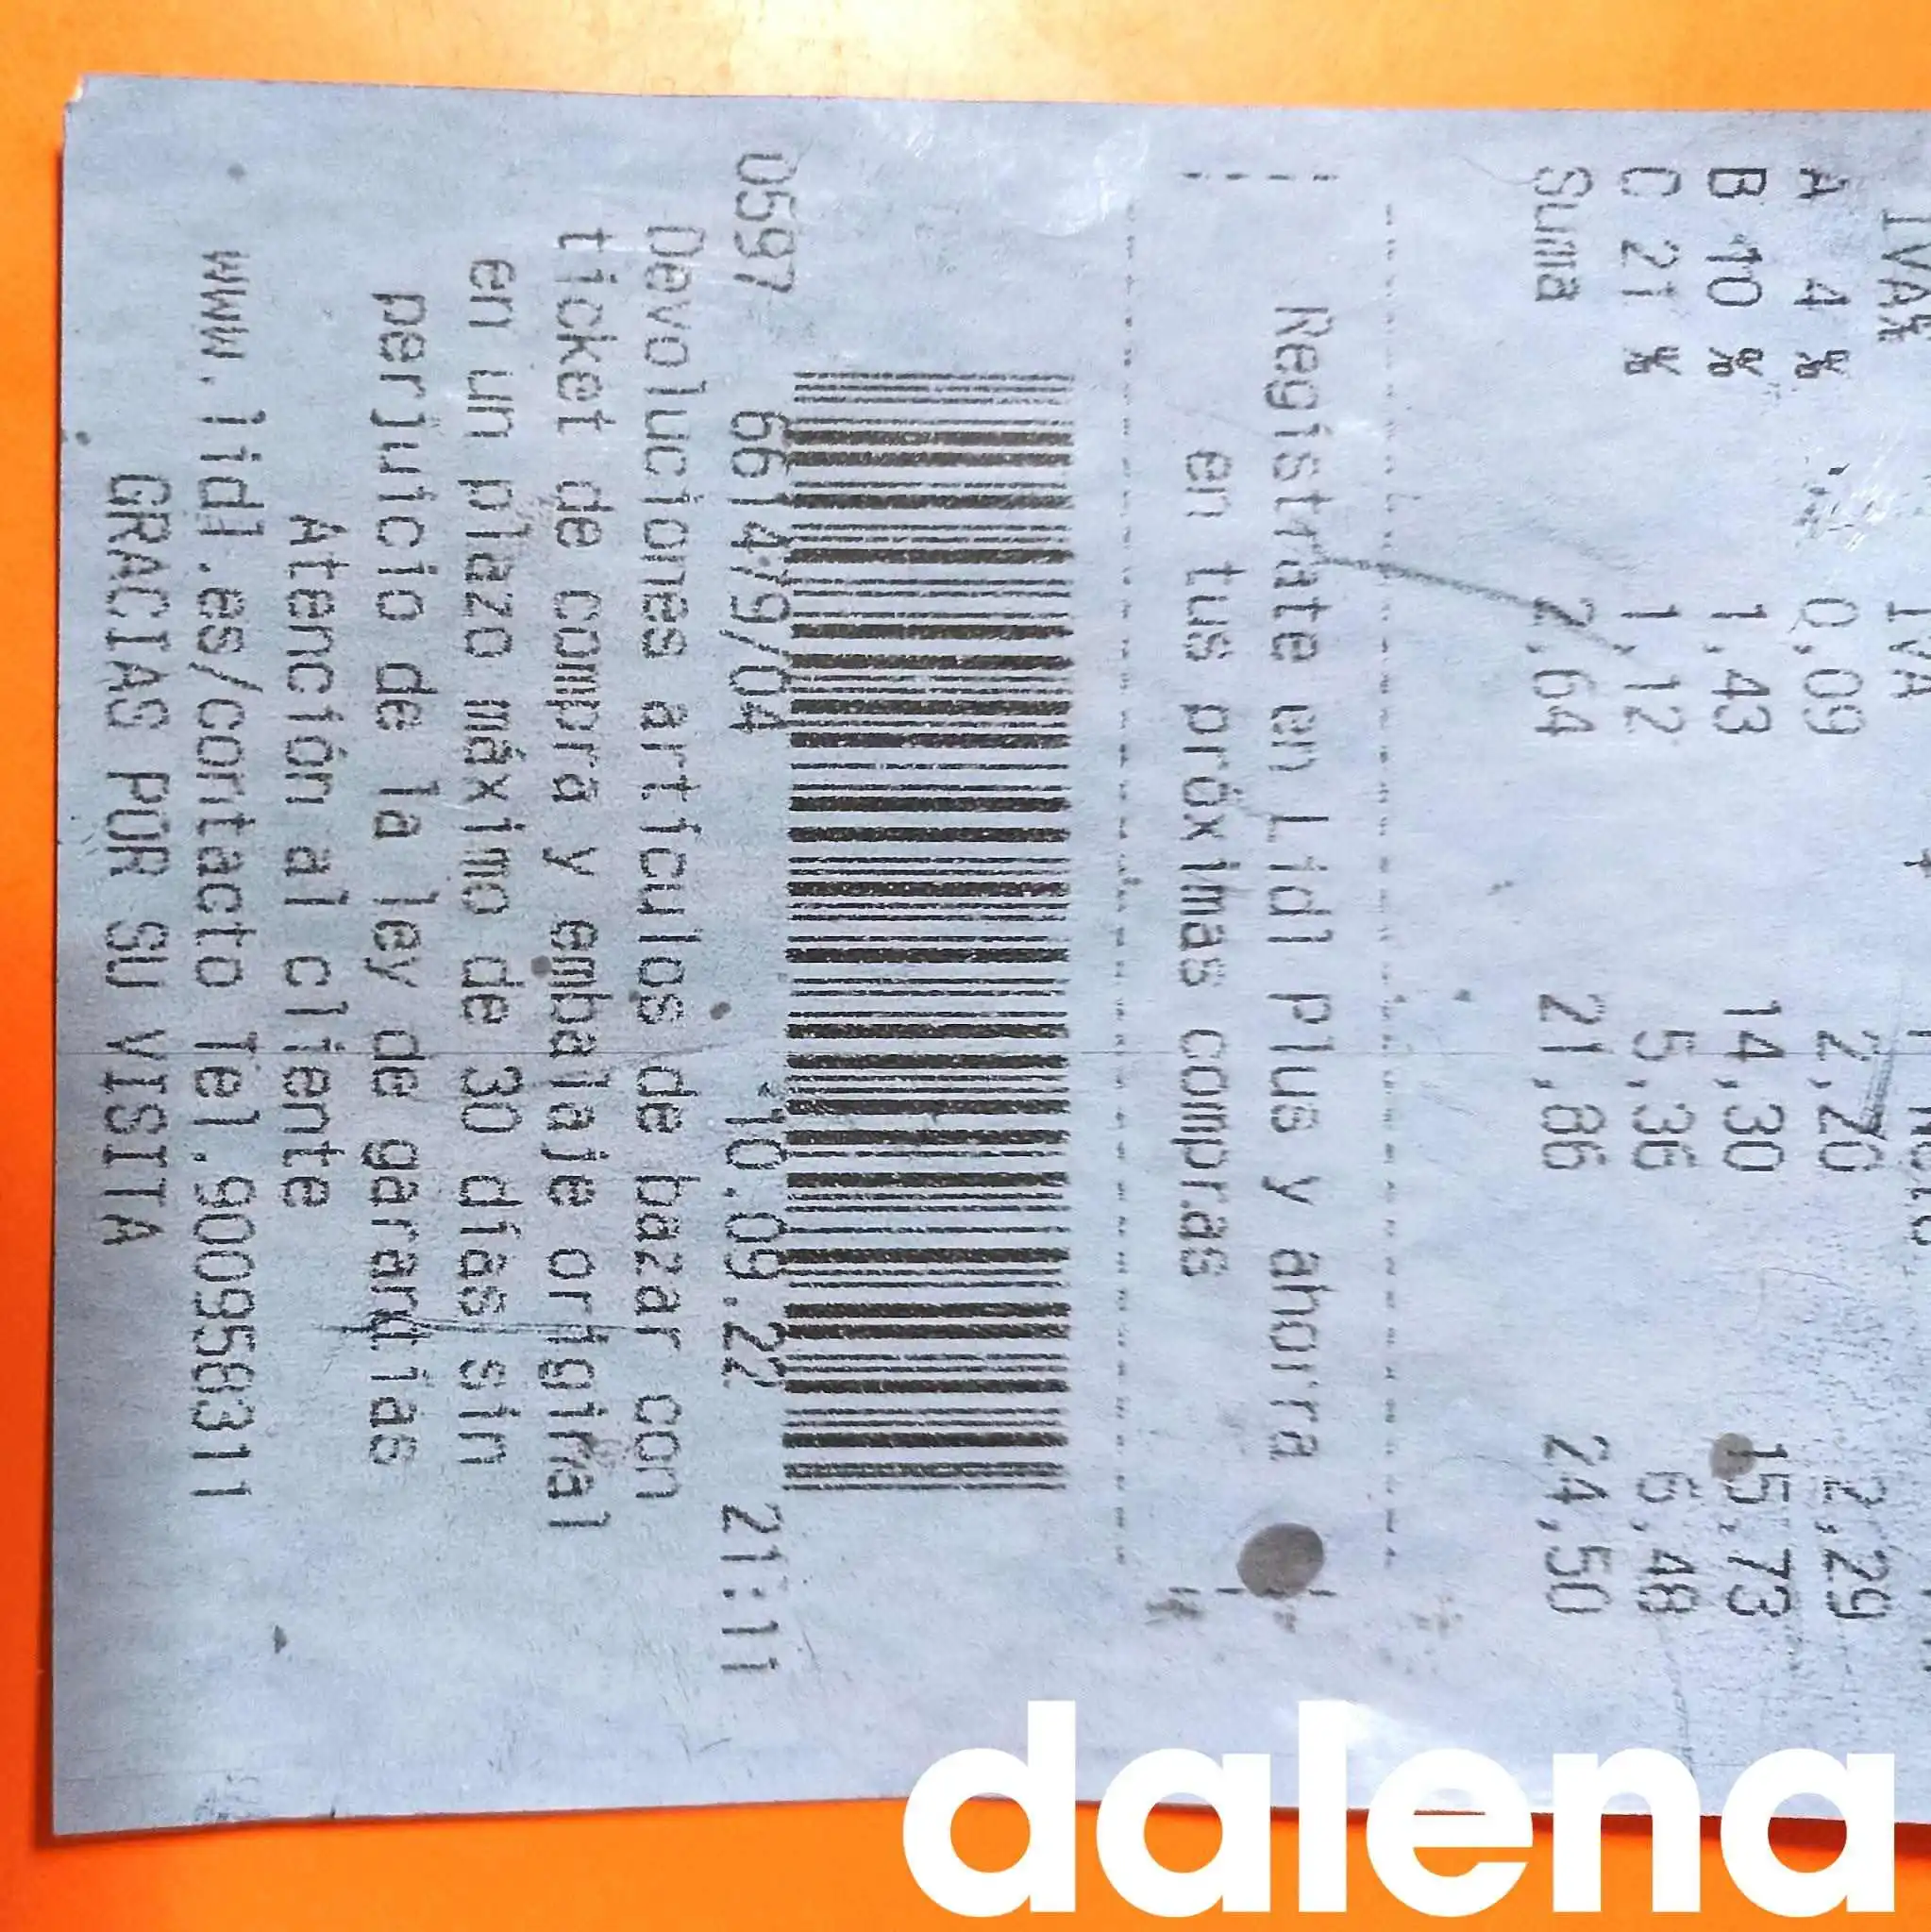 IVA% IVA
A 4 % 0,09 2,20 2,29
B 10 % 1,43 14,30 15,73
C 21 % 1,12 5,36 6,48
Suma 2,64 21,86 24,50
Regístrate en Lidl Plus y ahorra
en tus próximas compras
0597 661479/04 10.09.22 21:11
Devoluciones artículos de bazar con
ticket de compra y embalaje original
en un plazo máximo de 30 días sin
perjuicio de la ley de garantías
Atención al cliente
www.lidl.es/contacto Tel.900958311
GRACIAS POR SU VISITA
dalena